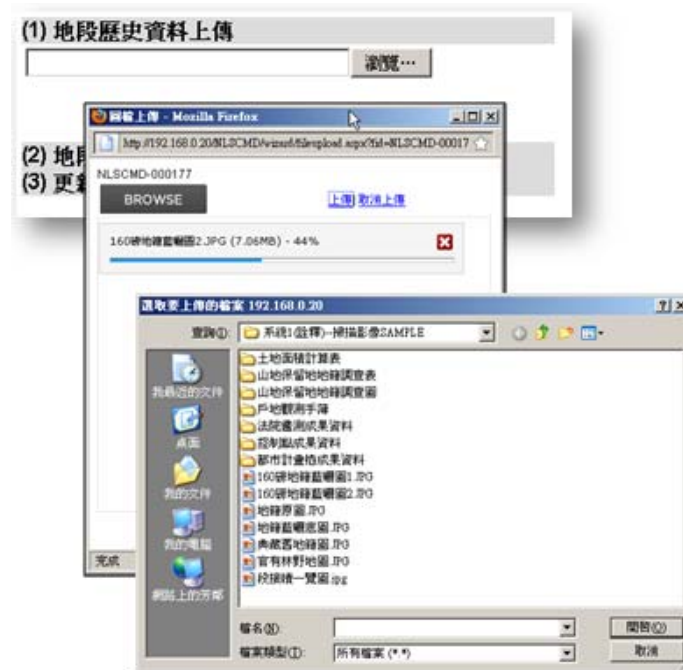 (1) 地段歷史資料上傳
瀏覽…
圖檔上傳 - Mozilla Firefox
http://192.168.0.20/NLSCMD/wizard/fileupload.aspx?fid=NLSCMD-00017
(2) 地
(3) 更新
NLSCMD-000177
BROWSE
上傳 取消上傳
160磅地籍藍曬圖2.JPG (7.06MB) - 44%
選取要上傳的檔案 192.168.0.20
查詢(I):
系統1(詮釋)--掃描影像SAMPLE
我最近的文件
桌面
我的文件
我的電腦
網路上的芳鄰
土地面積計算表
山地保留地地籍調查表
山地保留地地籍調查圖
戶地觀測手簿
法院鑑測成果資料
控制點成果資料
都市計畫樁成果資料
160磅地籍藍曬圖1.JPG
160磅地籍藍曬圖2.JPG
地籍原圖.JPG
地籍藍曬底圖.JPG
典藏舊地籍圖.JPG
官有林野地圖.JPG
段接續一覽圖.jpg
完成
檔名(N):
開啟(O)
檔案類型(T):
所有檔案 (*.*)
取消